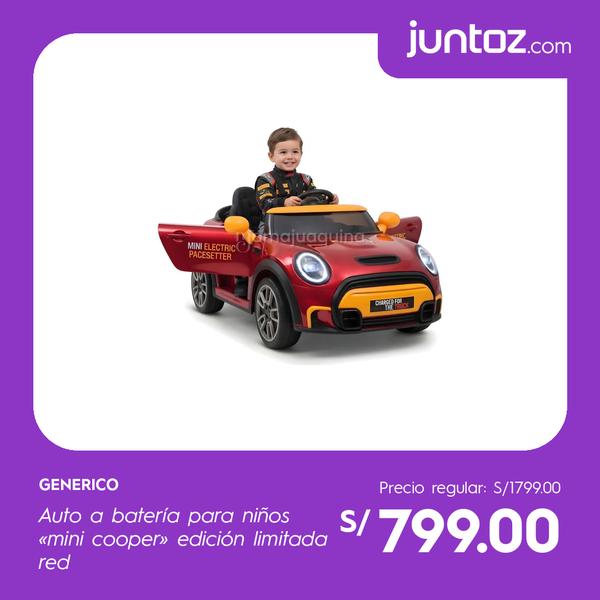 juntoz.com
mamajuaquina
MINI ELECTRIC
PACESETTER
CHARGED FOR
THE TRACK
GENERICO
Precio regular: S/1799.00
Auto a batería para niños
«mini cooper» edición limitada
red
S/ 799.00